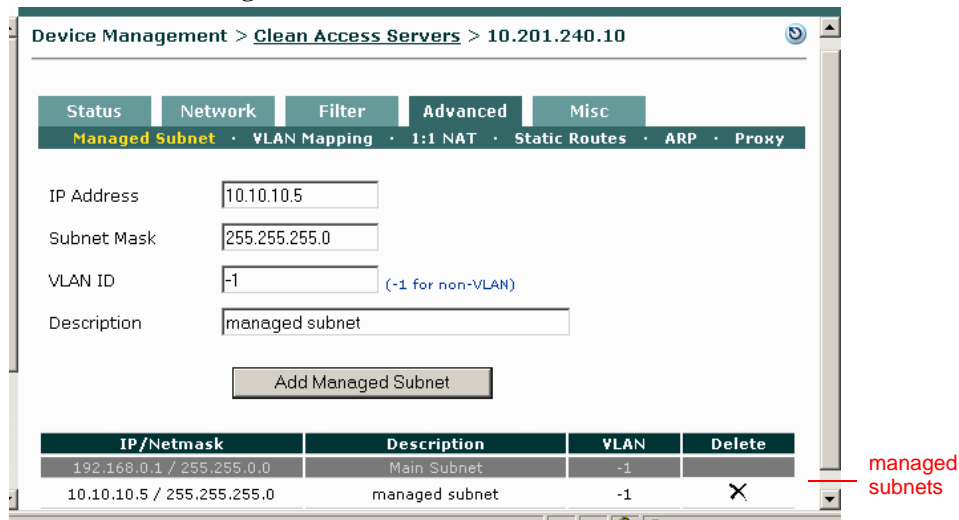 Device Management > Clean Access Servers > 10.201.240.10
Status Network Filter Advanced Misc
Managed Subnet · VLAN Mapping · 1:1 NAT · Static Routes · ARP · Proxy
IP Address 10.10.10.5
Subnet Mask 255.255.255.0
VLAN ID -1 (-1 for non-VLAN)
Description managed subnet
Add Managed Subnet
IP/Netmask Description VLAN Delete
192.168.0.1 / 255.255.0.0 Main Subnet -1
10.10.10.5 / 255.255.255.0 managed subnet -1
managed
subnets